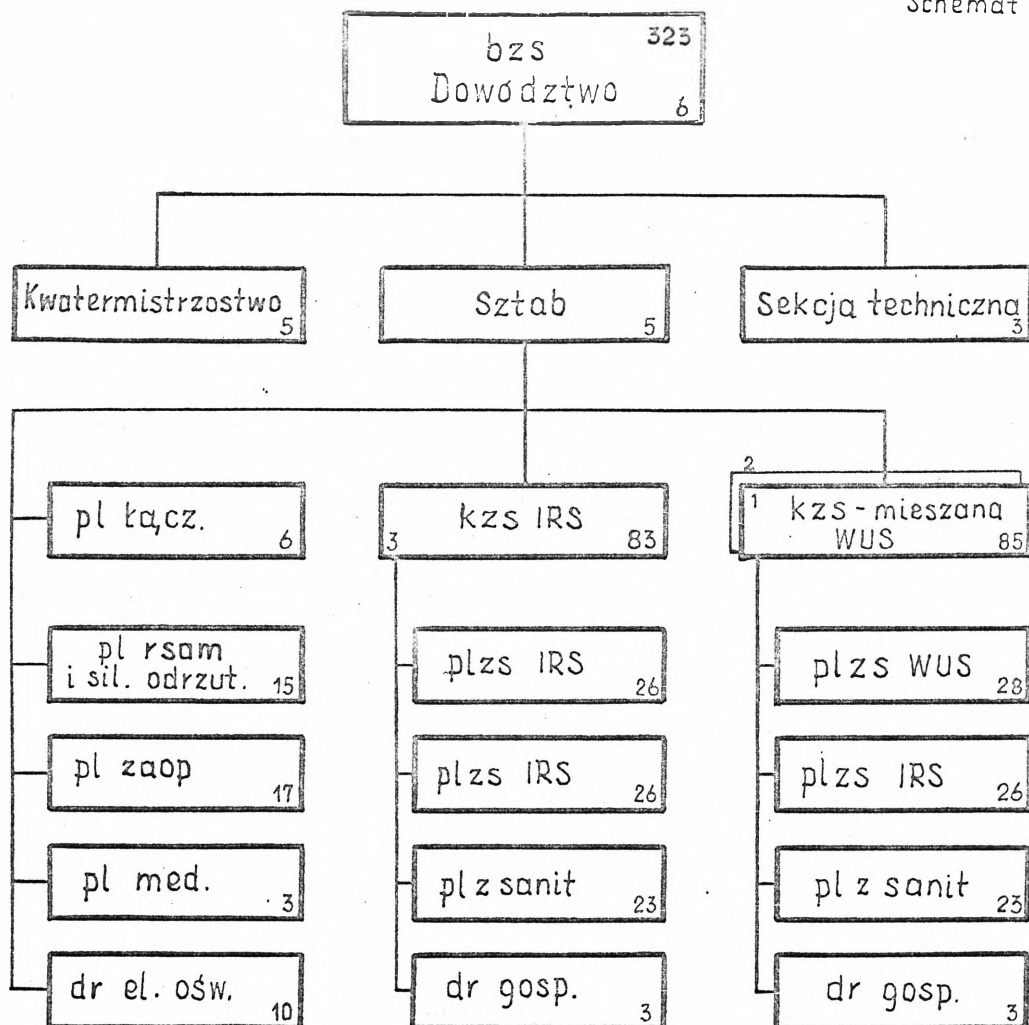 Schemat
bzs 323
Dowództwo 6
Kwatermistrzostwo 5
Sztab 5
Sekcja techniczna 3
pl łącz. 6
3 kzs IRS 83
2
1 kzs - mieszana
WUS 85
pl rsam
i sil. odrzut. 15
plzs IRS 26
plzs WUS 28
pl zaop 17
plzs IRS 26
plzs IRS 26
pl med. 3
pl z sanit 23
pl z sanit 23
dr el. ośw. 10
dr gosp. 3
dr gosp. 3